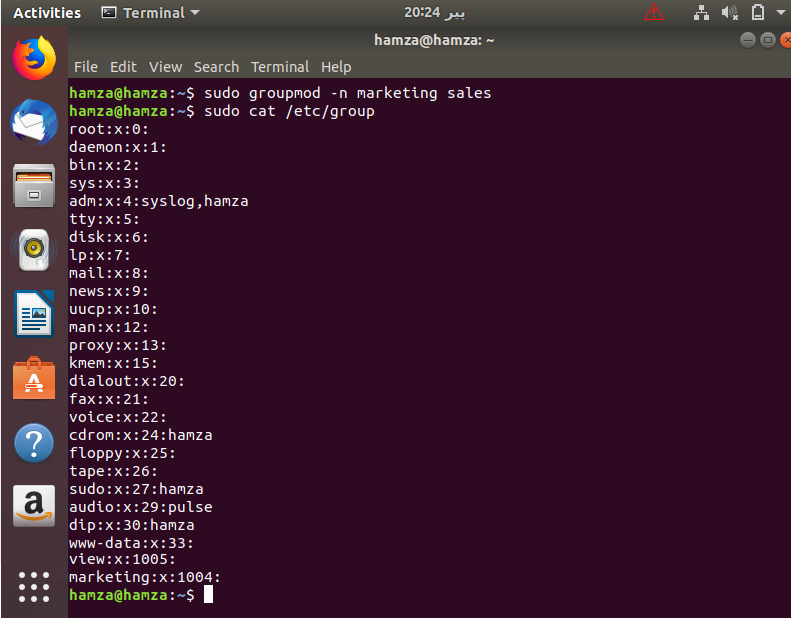 Activities Terminal 20:24 پیر
hamza@hamza: ~
File Edit View Search Terminal Help
hamza@hamza:~$ sudo groupmod -n marketing sales
hamza@hamza:~$ sudo cat /etc/group
root:x:0:
daemon:x:1:
bin:x:2:
sys:x:3:
adm:x:4:syslog,hamza
tty:x:5:
disk:x:6:
lp:x:7:
mail:x:8:
news:x:9:
uucp:x:10:
man:x:12:
proxy:x:13:
kmem:x:15:
dialout:x:20:
fax:x:21:
voice:x:22:
cdrom:x:24:hamza
floppy:x:25:
tape:x:26:
sudo:x:27:hamza
audio:x:29:pulse
dip:x:30:hamza
www-data:x:33:
view:x:1005:
marketing:x:1004:
hamza@hamza:~$